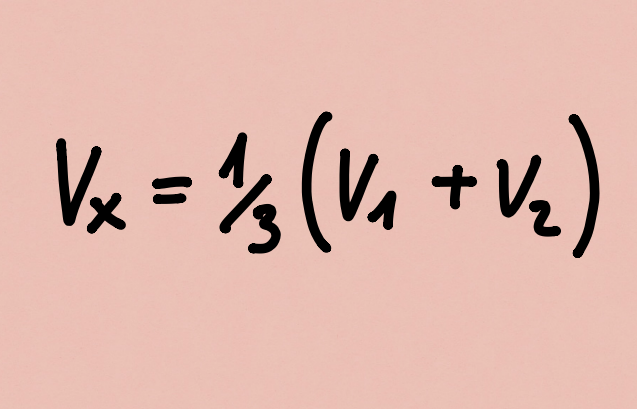 Vₓ = 1/3 (V₁ + V₂)